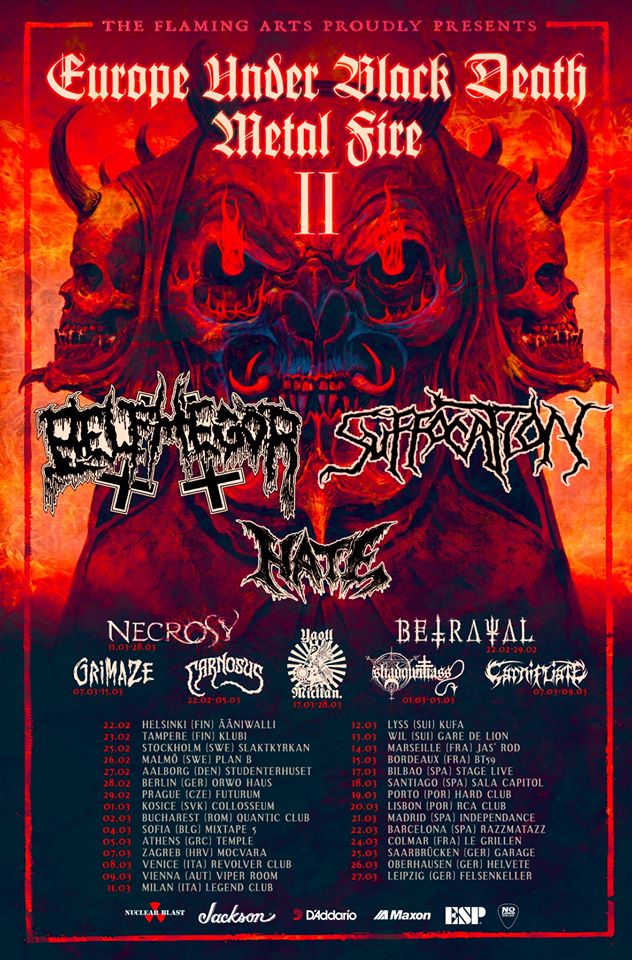 THE FLAMING ARTS PROUDLY PRESENTS
Europe Under Black Death
Metal Fire
II
BELPHEGOR
SUFFOCATION
HATE
NECROSY
11.03-28.03
BETRAYAL
22.02-29.02
GRIMAZE
07.03-15.03
CARNOSUS
22.02-05.03
Yaotl
Mictlan.
17.03-28.03
Shadowmass
01.03-05.03
07.03-09.03
22.02 HELSINKI (FIN) ÄÄNIWALLI
23.02 TAMPERE (FIN) KLUBI
25.02 STOCKHOLM (SWE) SLAKTKYRKAN
26.02 MALMÖ (SWE) PLAN B
27.02 AALBORG (DEN) STUDENTERHUSET
28.02 BERLIN (GER) ORWO HAUS
29.02 PRAGUE (CZE) FUTURUM
01.03 KOSICE (SVK) COLLOSSEUM
02.03 BUCHAREST (ROM) QUANTIC CLUB
04.03 SOFIA (BLG) MIXTAPE 5
05.03 ATHENS (GRC) TEMPLE
07.03 ZAGREB (HRV) MOCVARA
08.03 VENICE (ITA) REVOLVER CLUB
09.03 VIENNA (AUT) VIPER ROOM
11.03 MILAN (ITA) LEGEND CLUB
12.03 LYSS (SUI) KUFA
13.03 WIL (SUI) GARE DE LION
14.03 MARSEILLE (FRA) JAS' ROD
15.03 BORDEAUX (FRA) BT59
17.03 BILBAO (SPA) STAGE LIVE
18.03 SANTIAGO (SPA) SALA CAPITOL
19.03 PORTO (POR) HARD CLUB
20.03 LISBON (POR) RCA CLUB
21.03 MADRID (SPA) INDEPENDANCE
22.03 BARCELONA (SPA) RAZZMATAZZ
24.03 COLMAR (FRA) LE GRILLEN
25.03 SAARBRÜCKEN (GER) GARAGE
26.03 OBERHAUSEN (GER) HELVETE
27.03 LEIPZIG (GER) FELSENKELLER
NUCLEAR BLAST
Jackson
D'Addario
Maxon
ESP
NO